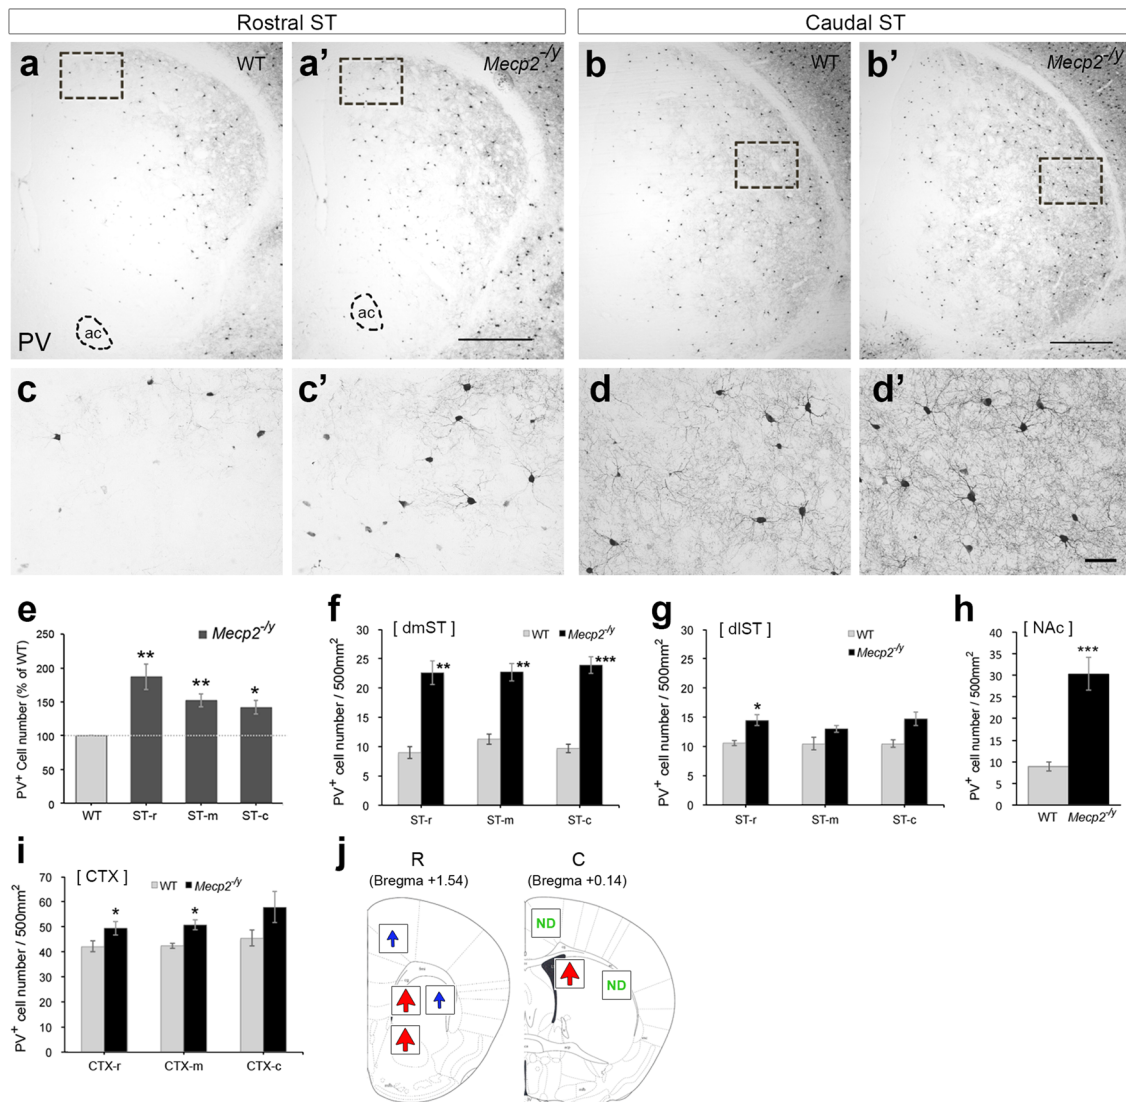 Rostral ST
Caudal ST
a
WT
a’
Mecp2-/y
b
WT
b’
Mecp2-/y
ac
PV
ac
c
c’
d
d’
e
PV+ Cell number (% of WT)
Mecp2-/y
250
200
150
100
50
0
**
**
*
WT
ST-r
ST-m
ST-c
f
[ dmST ]
WT
Mecp2-/y
PV+ cell number / 500mm2
30
25
20
15
10
5
0
**
**
***
ST-r
ST-m
ST-c
g
[ dlST ]
WT
Mecp2-/y
PV+ cell number / 500mm2
30
25
20
15
10
5
0
*
ST-r
ST-m
ST-c
h
[ NAc ]
PV+ cell number / 500mm2
40
35
30
25
20
15
10
5
0
***
WT
Mecp2-/y
i
[ CTX ]
WT
Mecp2-/y
PV+ cell number / 500mm2
70
60
50
40
30
20
10
0
*
*
CTX-r
CTX-m
CTX-c
j
R
(Bregma +1.54)
C
(Bregma +0.14)
ND
ND